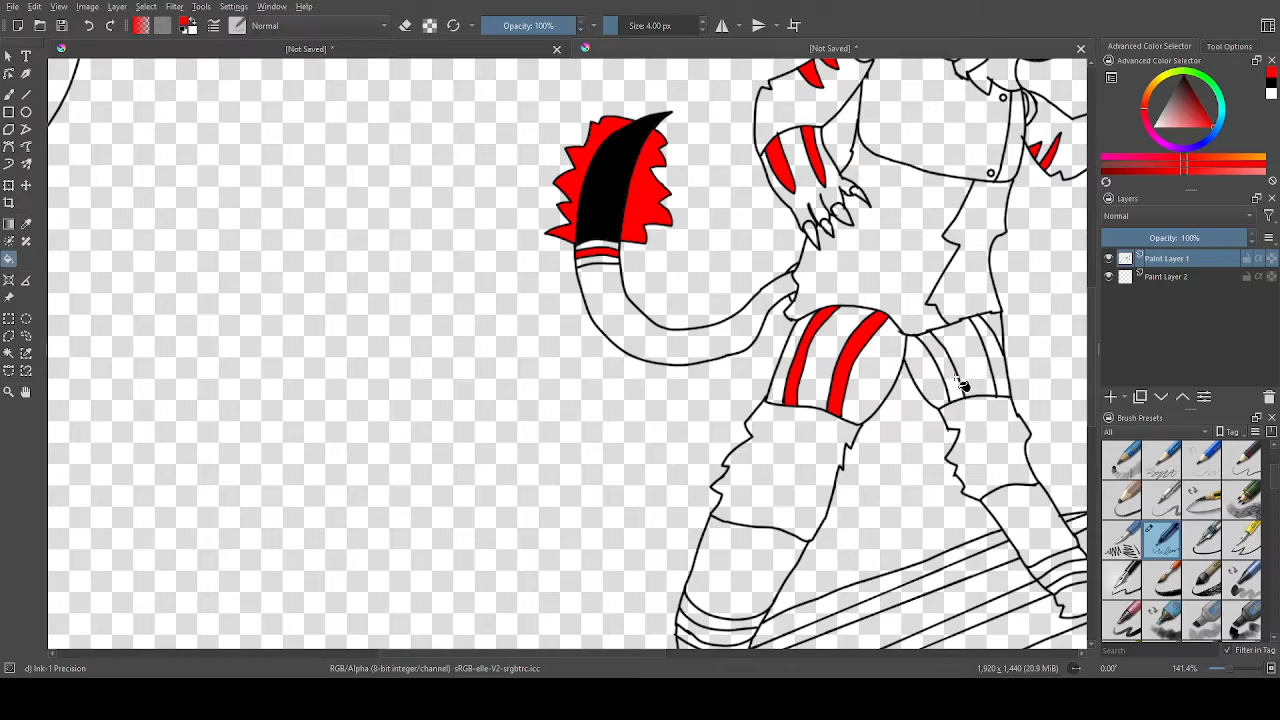 File Edit View Image Layer Select Filter Tools Settings Window Help
Normal Opacity: 100% Size: 4.00 px
[Not Saved] * [Not Saved] *
Advanced Color Selector Tool Options
Advanced Color Selector
Layers
Normal
Opacity: 100%
Paint Layer 1
Paint Layer 2
Brush Presets
All Tag
Search Filter in Tag
d) Ink-1 Precision RGB/Alpha (8-bit integer/channel) sRGB-elle-V2-srgbtrc.icc 1,920 x 1,440 (20.9 MiB) 0.00° 141.4%